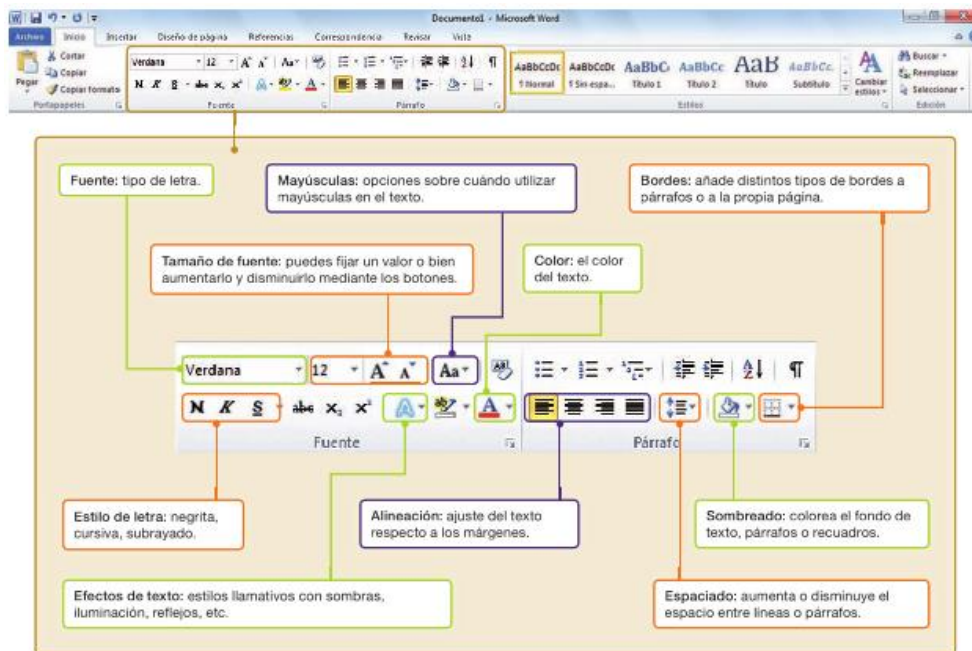 Documento1 - Microsoft Word
Archivo Inicio Insertar Diseño de página Referencias Correspondencia Revisar Vista
Pegar
Cortar
Copiar
Copiar formato
Portapapeles
Verdana 12 A A Aa
N K S abc x₂ x² A ab A
Fuente
Párrafo
AaBbCcDc AaBbCcDc AaBbC AaBbCc AaB AaBbCc.
¶ Normal ¶ Sin espa... Título 1 Título 2 Título Subtítulo
Cambiar
estilos
Estilos
Buscar
Reemplazar
Seleccionar
Edición
Fuente: tipo de letra.
Mayúsculas: opciones sobre cuándo utilizar
mayúsculas en el texto.
Bordes: añade distintos tipos de bordes a
párrafos o a la propia página.
Tamaño de fuente: puedes fijar un valor o bien
aumentarlo y disminuirlo mediante los botones.
Color: el color
del texto.
Verdana 12 A A Aa
N K S abc x₂ x² A ab A
Fuente
Párrafo
Estilo de letra: negrita,
cursiva, subrayado.
Alineación: ajuste del texto
respecto a los márgenes.
Sombreado: colorea el fondo de
texto, párrafos o recuadros.
Efectos de texto: estilos llamativos con sombras,
iluminación, reflejos, etc.
Espaciado: aumenta o disminuye el
espacio entre líneas o párrafos.